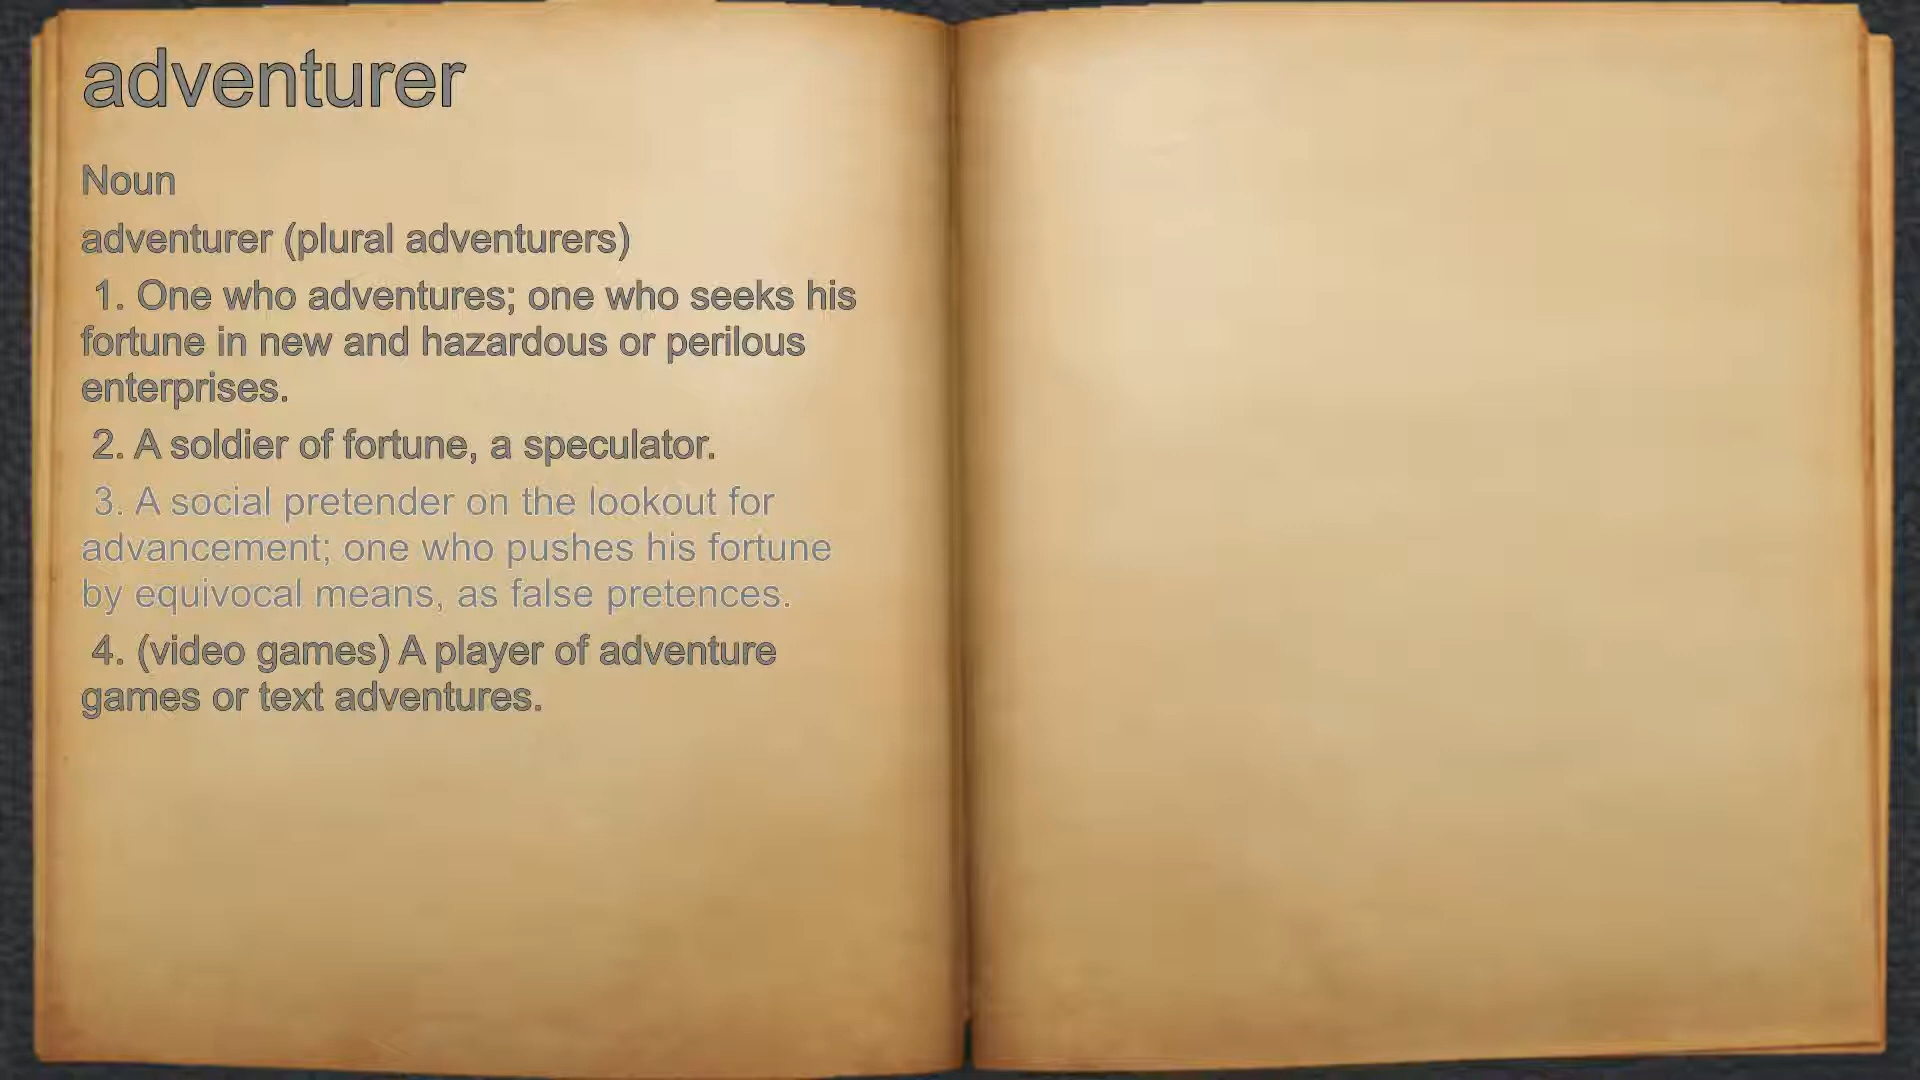 adventurer
Noun
adventurer (plural adventurers)
1. One who adventures; one who seeks his
fortune in new and hazardous or perilous
enterprises.
2. A soldier of fortune, a speculator.
3. A social pretender on the lookout for
advancement; one who pushes his fortune
by equivocal means, as false pretences.
4. (video games) A player of adventure
games or text adventures.